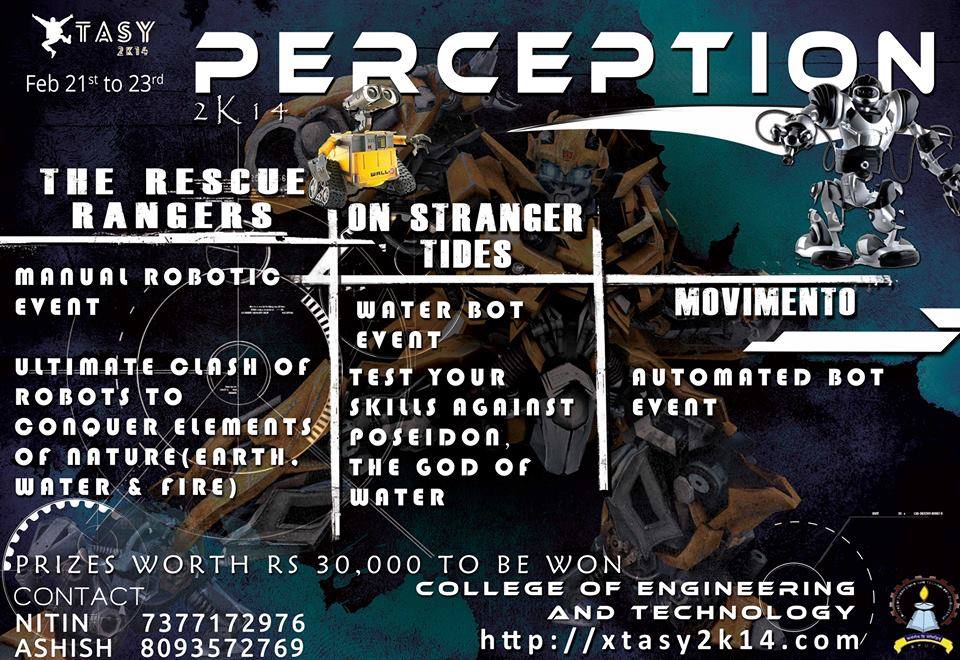 XTASY
2K14
Feb 21st to 23rd
PERCEPTION
2K14
WALL•E
THE RESCUE
RANGERS
MANUAL ROBOTIC
EVENT
ULTIMATE CLASH OF
ROBOTS TO
CONQUER ELEMENTS
OF NATURE(EARTH,
WATER & FIRE)
ON STRANGER
TIDES
WATER BOT
EVENT
TEST YOUR
SKILLS AGAINST
POSEIDON,
THE GOD OF
WATER
MOVIMENTO
AUTOMATED BOT
EVENT
PRIZES WORTH RS 30,000 TO BE WON
CONTACT
NITIN 7377172976
ASHISH 8093572769
COLLEGE OF ENGINEERING
AND TECHNOLOGY
http://xtasy2k14.com